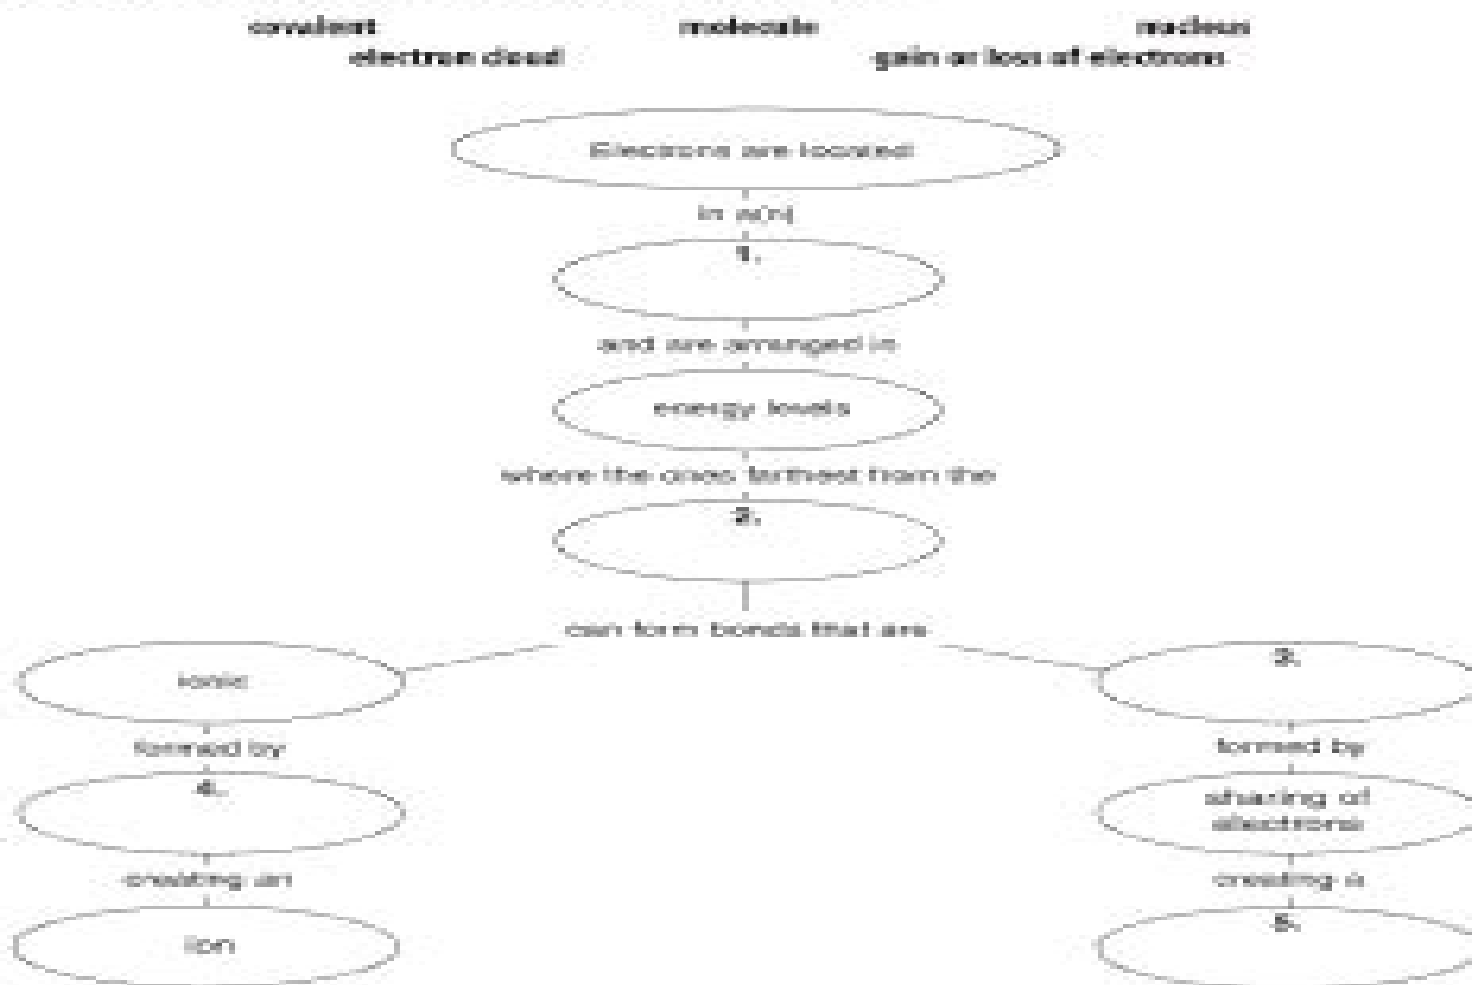 covalent molecule nucleus
electron cloud gain or loss of electrons
Electrons are located
in a(n)
1.
and are arranged in
energy levels
where the ones farthest from the
2.
can form bonds that are
ionic
3.
formed by
formed by
4.
sharing of
electrons
creating an
creating a
ion
5.